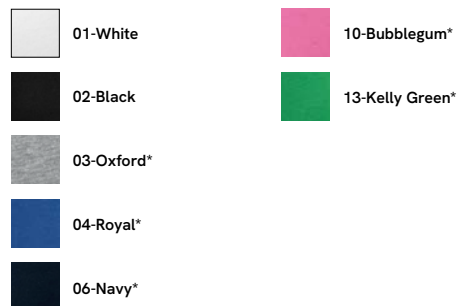 01-White
02-Black
03-Oxford*
04-Royal*
06-Navy*
10-Bubblegum*
13-Kelly Green*